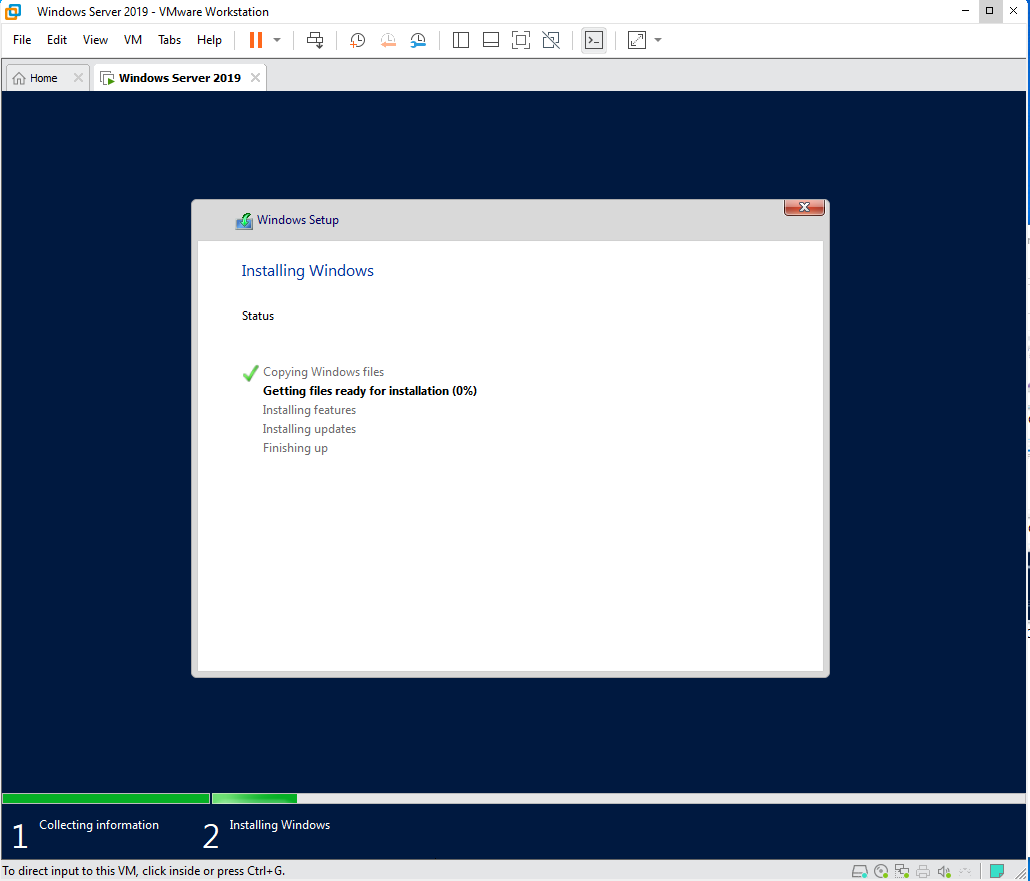 Windows Server 2019 - VMware Workstation
File Edit View VM Tabs Help
Home Windows Server 2019
Windows Setup
Installing Windows
Status
Copying Windows files
Getting files ready for installation (0%)
Installing features
Installing updates
Finishing up
1 Collecting information 2 Installing Windows
To direct input to this VM, click inside or press Ctrl+G.